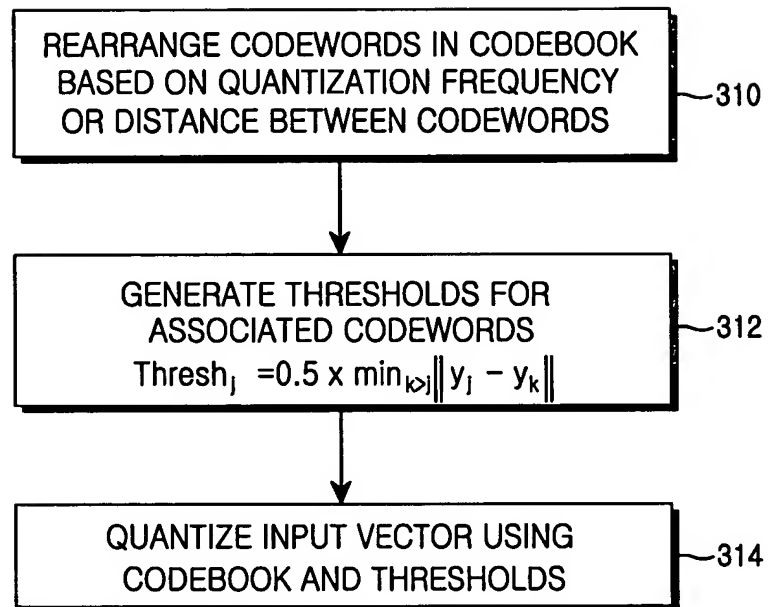 REARRANGE CODEWORDS IN CODEBOOK
BASED ON QUANTIZATION FREQUENCY
OR DISTANCE BETWEEN CODEWORDS
310
GENERATE THRESHOLDS FOR
ASSOCIATED CODEWORDS
Threshⱼ =0.5 x minₖ>ⱼ‖yⱼ – yₖ‖
312
QUANTIZE INPUT VECTOR USING
CODEBOOK AND THRESHOLDS
314